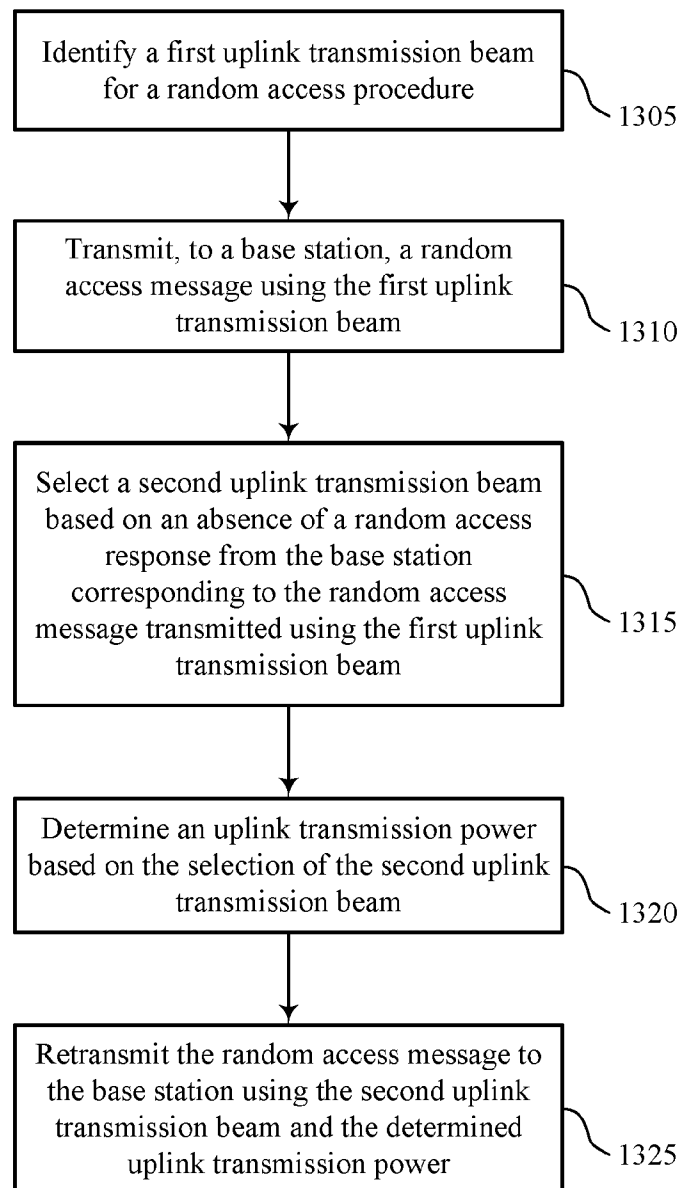 Identify a first uplink transmission beam
for a random access procedure
1305
Transmit, to a base station, a random
access message using the first uplink
transmission beam
1310
Select a second uplink transmission beam
based on an absence of a random access
response from the base station
corresponding to the random access
message transmitted using the first uplink
transmission beam
1315
Determine an uplink transmission power
based on the selection of the second uplink
transmission beam
1320
Retransmit the random access message to
the base station using the second uplink
transmission beam and the determined
uplink transmission power
1325